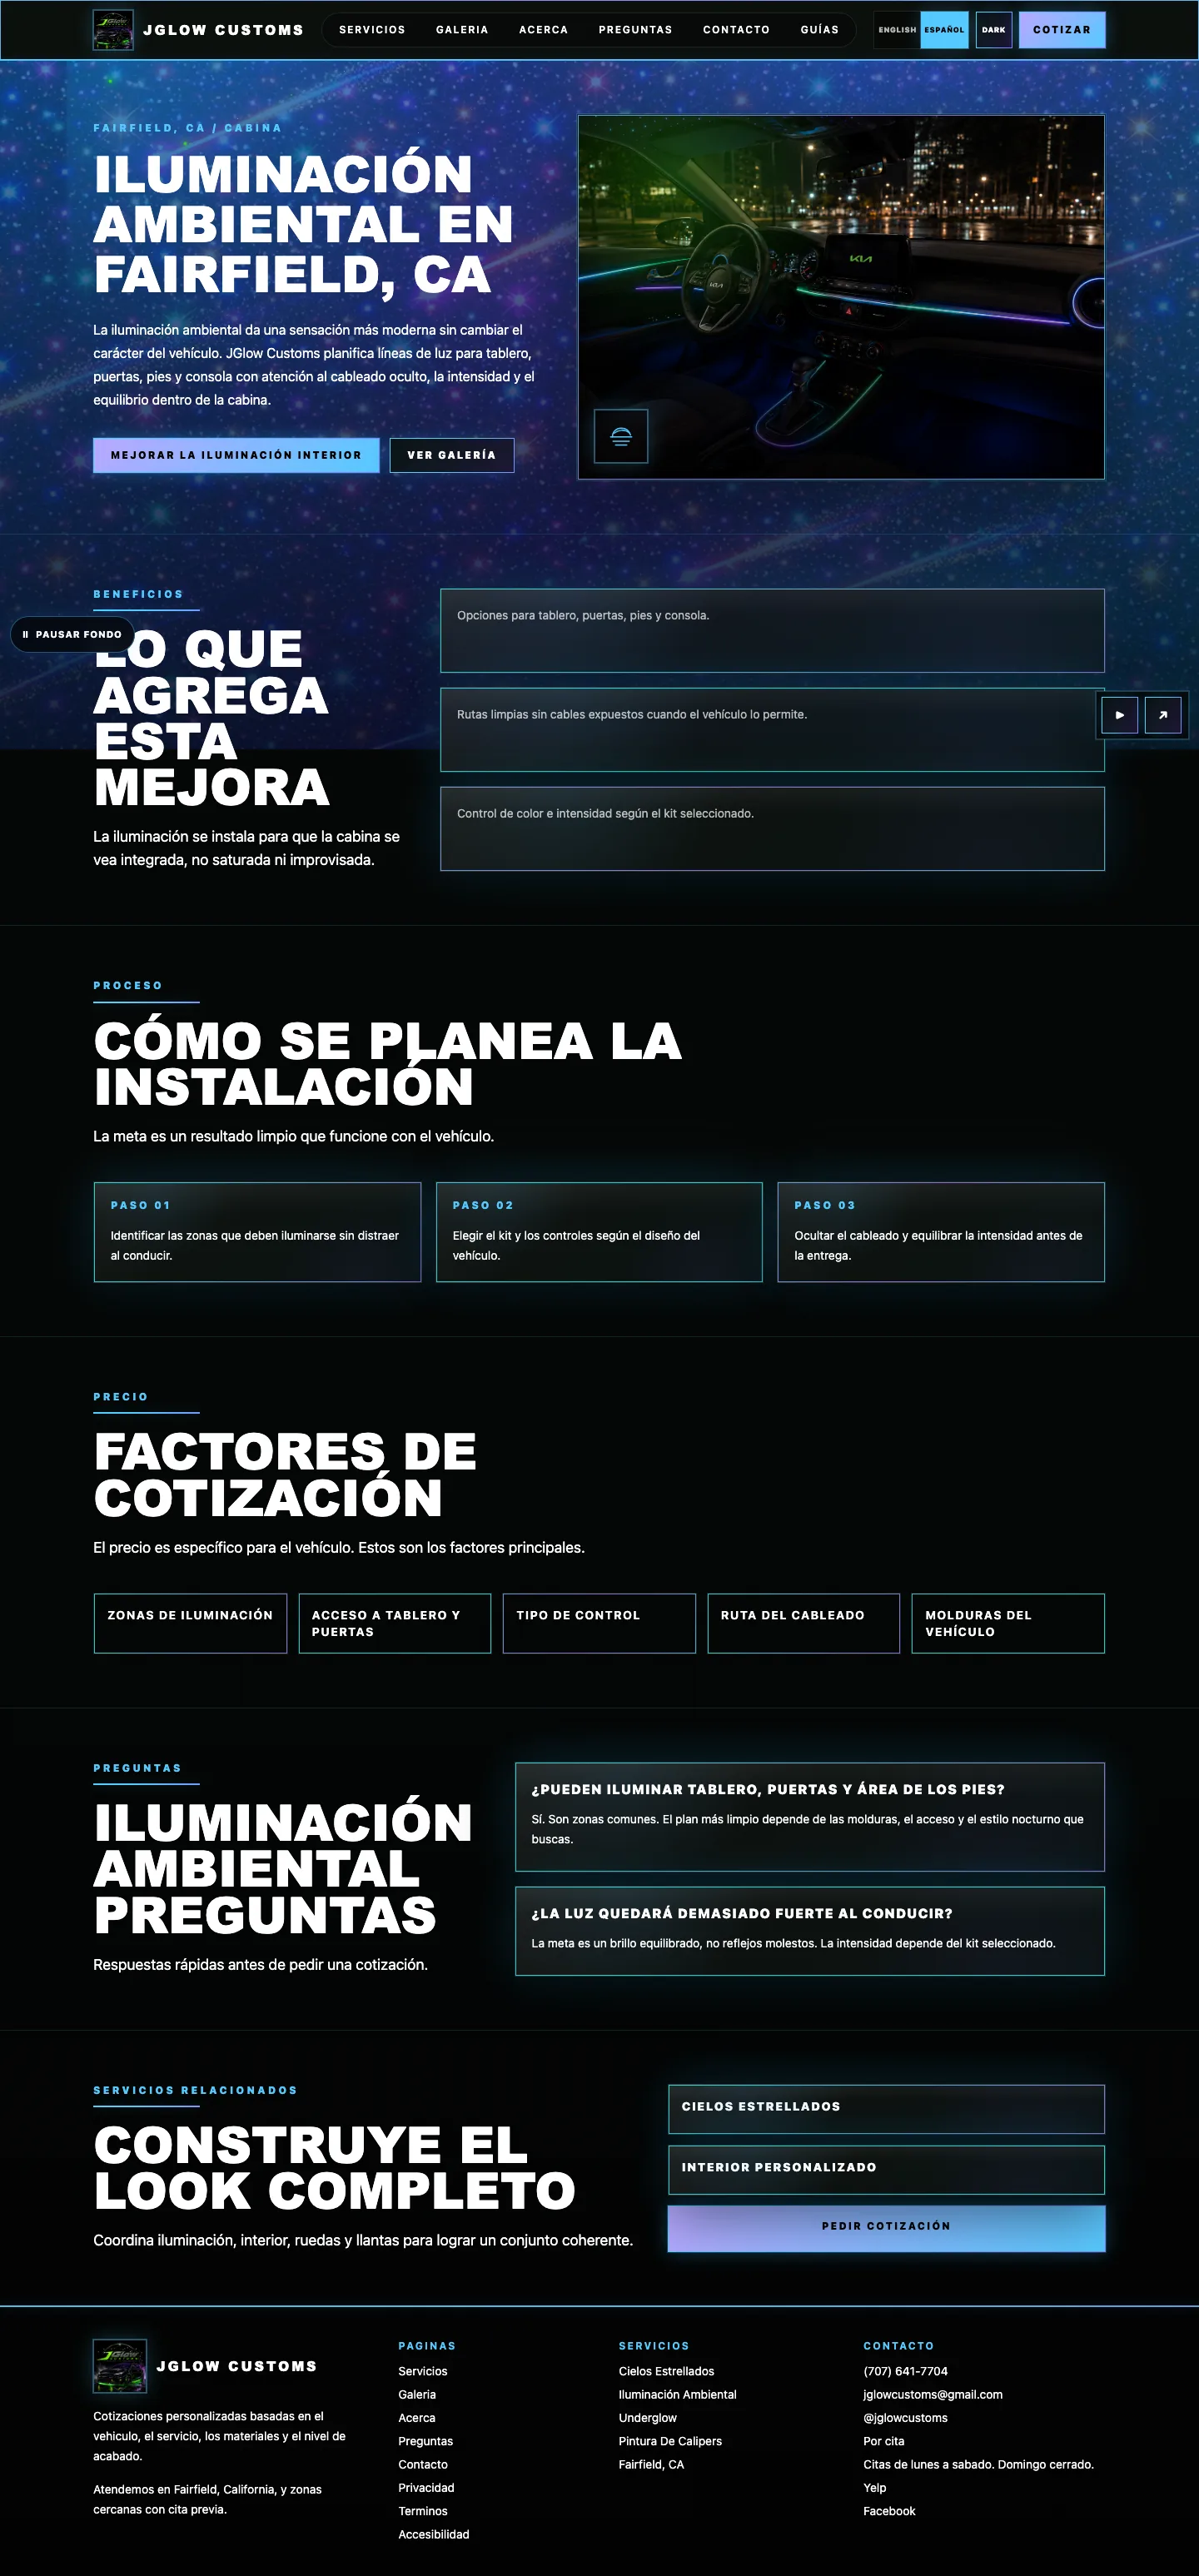 JGLOW CUSTOMS
SERVICIOS
GALERIA
ACERCA
PREGUNTAS
CONTACTO
GUÍAS
ENGLISH
ESPAÑOL
DARK
COTIZAR
FAIRFIELD, CA / CABINA
ILUMINACIÓN
AMBIENTAL EN
FAIRFIELD, CA
La iluminación ambiental da una sensación más moderna sin cambiar el
carácter del vehículo. JGlow Customs planifica líneas de luz para tablero,
puertas, pies y consola con atención al cableado oculto, la intensidad y el
equilibrio dentro de la cabina.
MEJORAR LA ILUMINACIÓN INTERIOR
VER GALERÍA
BENEFICIOS
PAUSAR FONDO
LO QUE
AGREGA
ESTA
MEJORA
La iluminación se instala para que la cabina se
vea integrada, no saturada ni improvisada.
Opciones para tablero, puertas, pies y consola.
Rutas limpias sin cables expuestos cuando el vehículo lo permite.
Control de color e intensidad según el kit seleccionado.
PROCESO
CÓMO SE PLANEA LA
INSTALACIÓN
La meta es un resultado limpio que funcione con el vehículo.
PASO 01
Identificar las zonas que deben iluminarse sin distraer
al conducir.
PASO 02
Elegir el kit y los controles según el diseño del
vehículo.
PASO 03
Ocultar el cableado y equilibrar la intensidad antes de
la entrega.
PRECIO
FACTORES DE
COTIZACIÓN
El precio es específico para el vehículo. Estos son los factores principales.
ZONAS DE ILUMINACIÓN
ACCESO A TABLERO Y
PUERTAS
TIPO DE CONTROL
RUTA DEL CABLEADO
MOLDURAS DEL
VEHÍCULO
PREGUNTAS
ILUMINACIÓN
AMBIENTAL
PREGUNTAS
Respuestas rápidas antes de pedir una cotización.
¿PUEDEN ILUMINAR TABLERO, PUERTAS Y ÁREA DE LOS PIES?
Sí. Son zonas comunes. El plan más limpio depende de las molduras, el acceso y el estilo nocturno que
buscas.
¿LA LUZ QUEDARÁ DEMASIADO FUERTE AL CONDUCIR?
La meta es un brillo equilibrado, no reflejos molestos. La intensidad depende del kit seleccionado.
SERVICIOS RELACIONADOS
CONSTRUYE EL
LOOK COMPLETO
Coordina iluminación, interior, ruedas y llantas para lograr un conjunto coherente.
CIELOS ESTRELLADOS
INTERIOR PERSONALIZADO
PEDIR COTIZACIÓN
JGLOW CUSTOMS
Cotizaciones personalizadas basadas en el
vehiculo, el servicio, los materiales y el nivel de
acabado.
Atendemos en Fairfield, California, y zonas
cercanas con cita previa.
PAGINAS
Servicios
Galeria
Acerca
Preguntas
Contacto
Privacidad
Terminos
Accesibilidad
SERVICIOS
Cielos Estrellados
Iluminación Ambiental
Underglow
Pintura De Calipers
Fairfield, CA
CONTACTO
(707) 641-7704
jglowcustoms@gmail.com
@jglowcustoms
Por cita
Citas de lunes a sabado. Domingo cerrado.
Yelp
Facebook